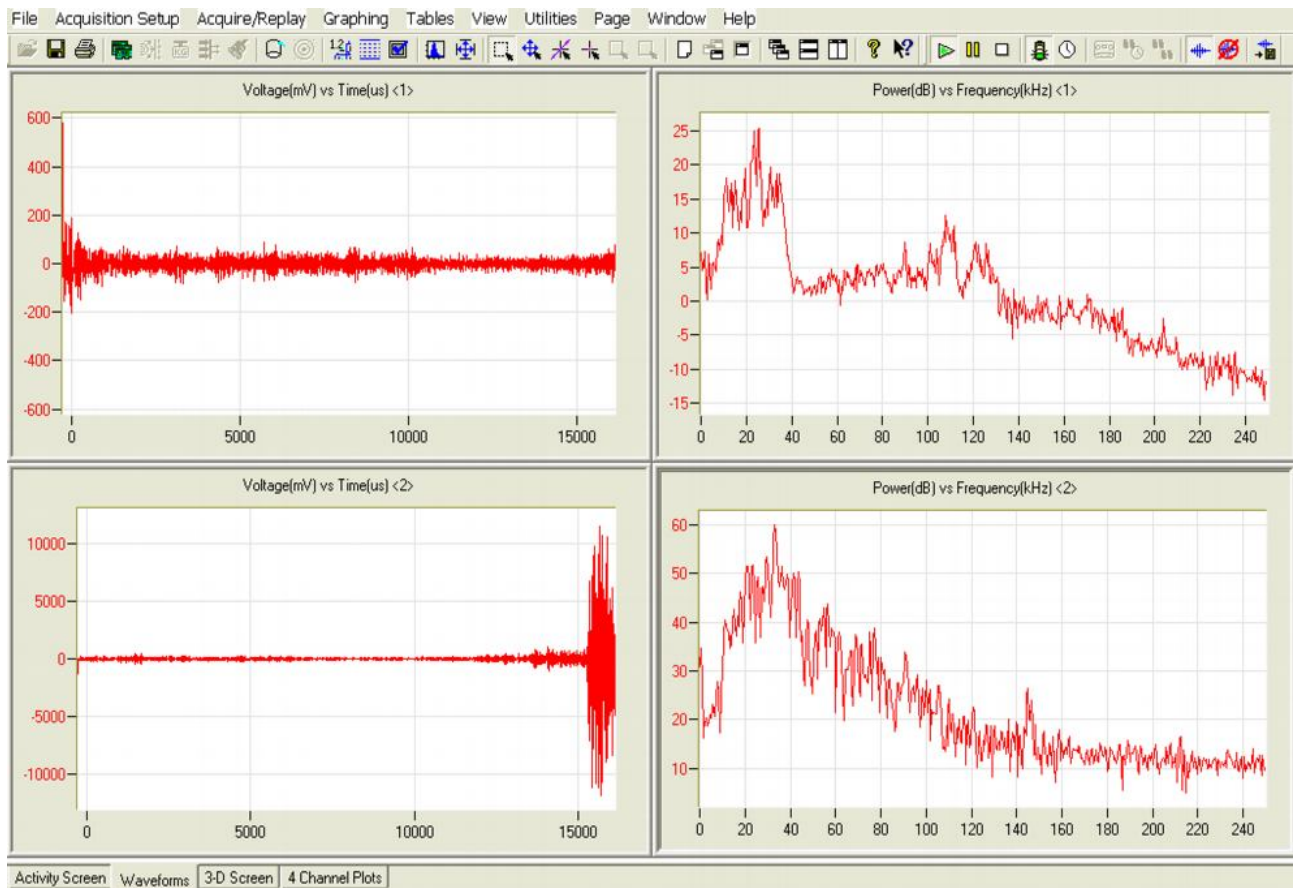 File Acquisition Setup Acquire/Replay Graphing Tables View Utilities Page Window Help
Voltage(mV) vs Time(us) <1>
600
400
200
0
-200
-400
-600
0 5000 10000 15000
Power(dB) vs Frequency(kHz) <1>
25
20
15
10
5
0
-5
-10
-15
0 20 40 60 80 100 120 140 160 180 200 220 240
Voltage(mV) vs Time(us) <2>
10000
5000
0
-5000
-10000
0 5000 10000 15000
Power(dB) vs Frequency(kHz) <2>
60
50
40
30
20
10
0 20 40 60 80 100 120 140 160 180 200 220 240
Activity Screen Waveforms 3-D Screen 4 Channel Plots